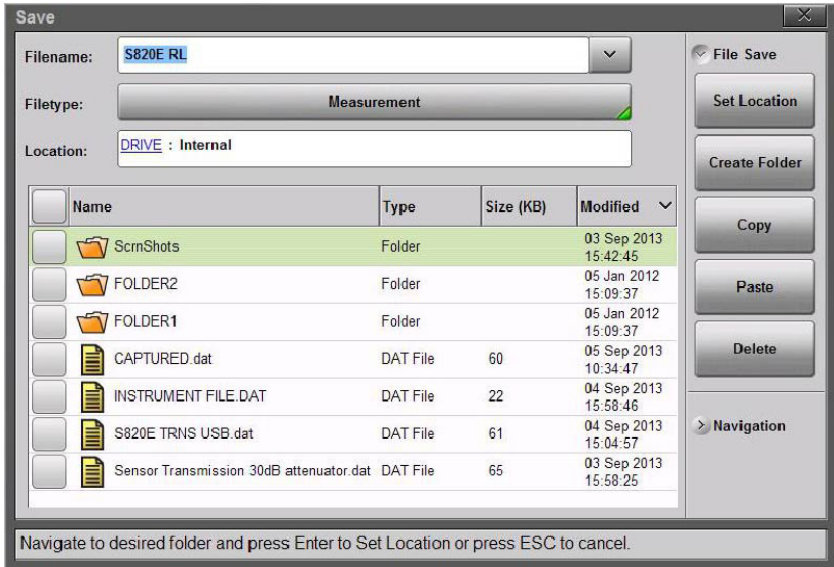 Save
Filename: S820E RL
Filetype: Measurement
Location: DRIVE : Internal
Name Type Size (KB) Modified
ScrnShots Folder 03 Sep 2013 15:42:45
FOLDER2 Folder 05 Jan 2012 15:09:37
FOLDER1 Folder 05 Jan 2012 15:09:37
CAPTURED.dat DAT File 60 05 Sep 2013 10:34:47
INSTRUMENT FILE.DAT DAT File 22 04 Sep 2013 15:58:46
S820E TRNS USB.dat DAT File 61 04 Sep 2013 15:04:57
Sensor Transmission 30dB attenuator.dat DAT File 65 03 Sep 2013 15:58:25
File Save
Set Location
Create Folder
Copy
Paste
Delete
Navigation
Navigate to desired folder and press Enter to Set Location or press ESC to cancel.